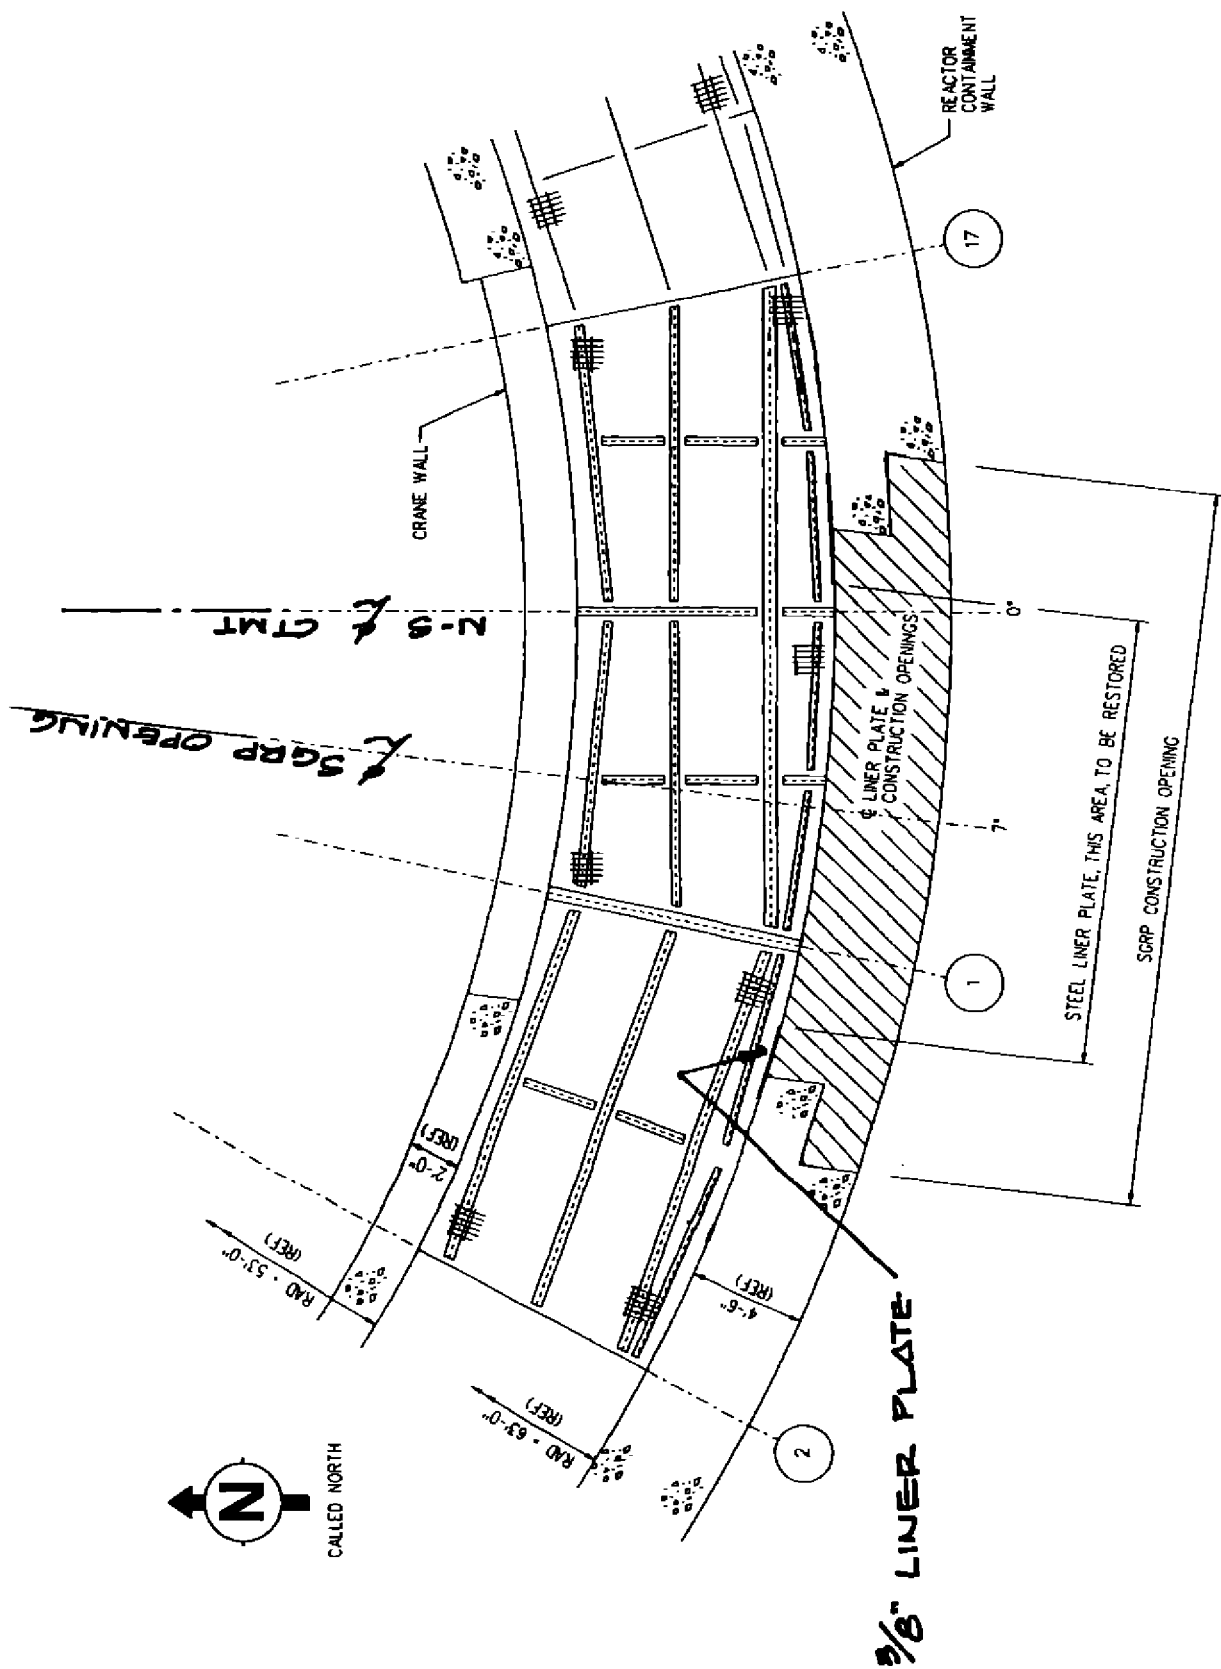 REACTOR
CONTAINMENT
WALL
17
CRANE WALL
N-S ℄ CTMT
℄ SGRP OPENING
0°
℄ LINER PLATE &
CONSTRUCTION OPENINGS
7°
STEEL LINER PLATE, THIS AREA, TO BE RESTORED
SGRP CONSTRUCTION OPENING
1
2'-0"
(REF)
RAD = 53'-0"
(REF)
4'-6"
(REF)
RAD = 63'-0"
(REF)
2
3/8" LINER PLATE
N
CALLED NORTH